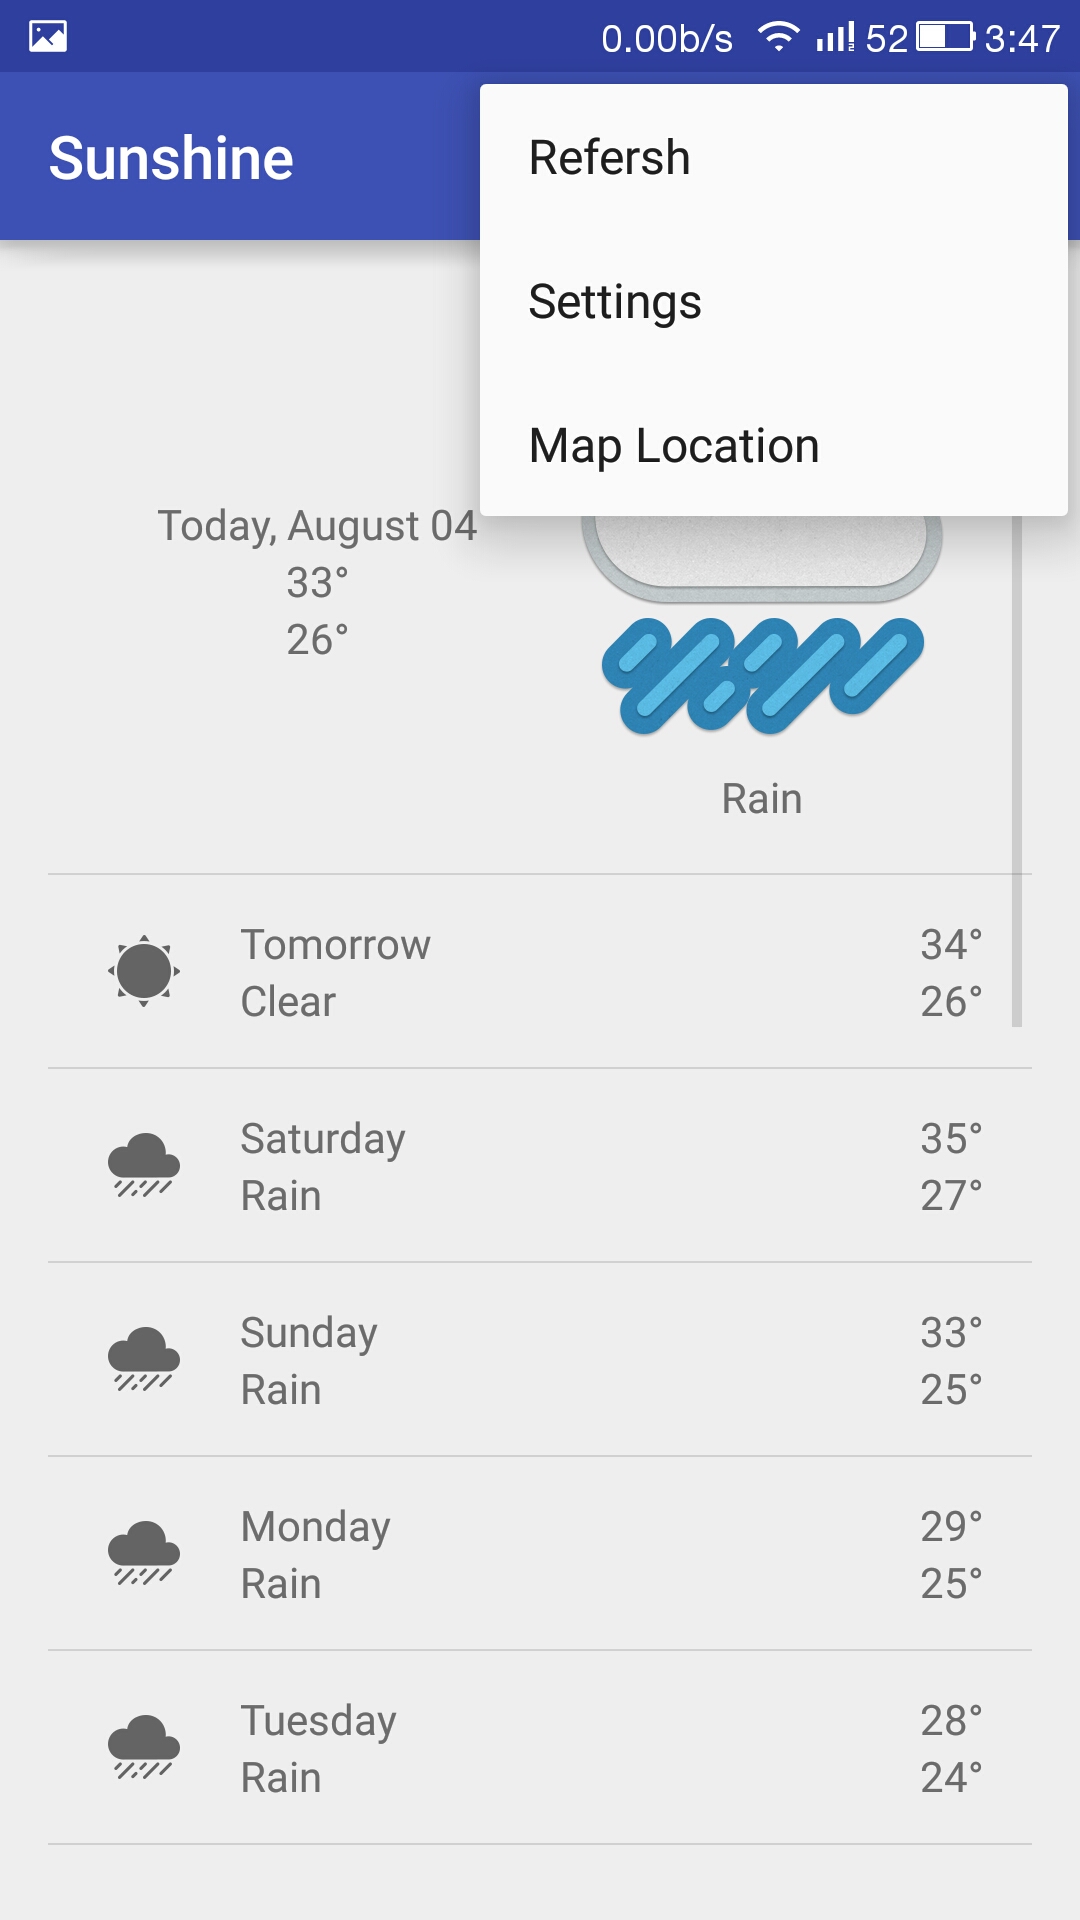 0.00b/s 52 3:47
Sunshine
Refersh
Settings
Map Location
Today, August 04
33°
26°
Rain
Tomorrow 34°
Clear 26°
Saturday 35°
Rain 27°
Sunday 33°
Rain 25°
Monday 29°
Rain 25°
Tuesday 28°
Rain 24°